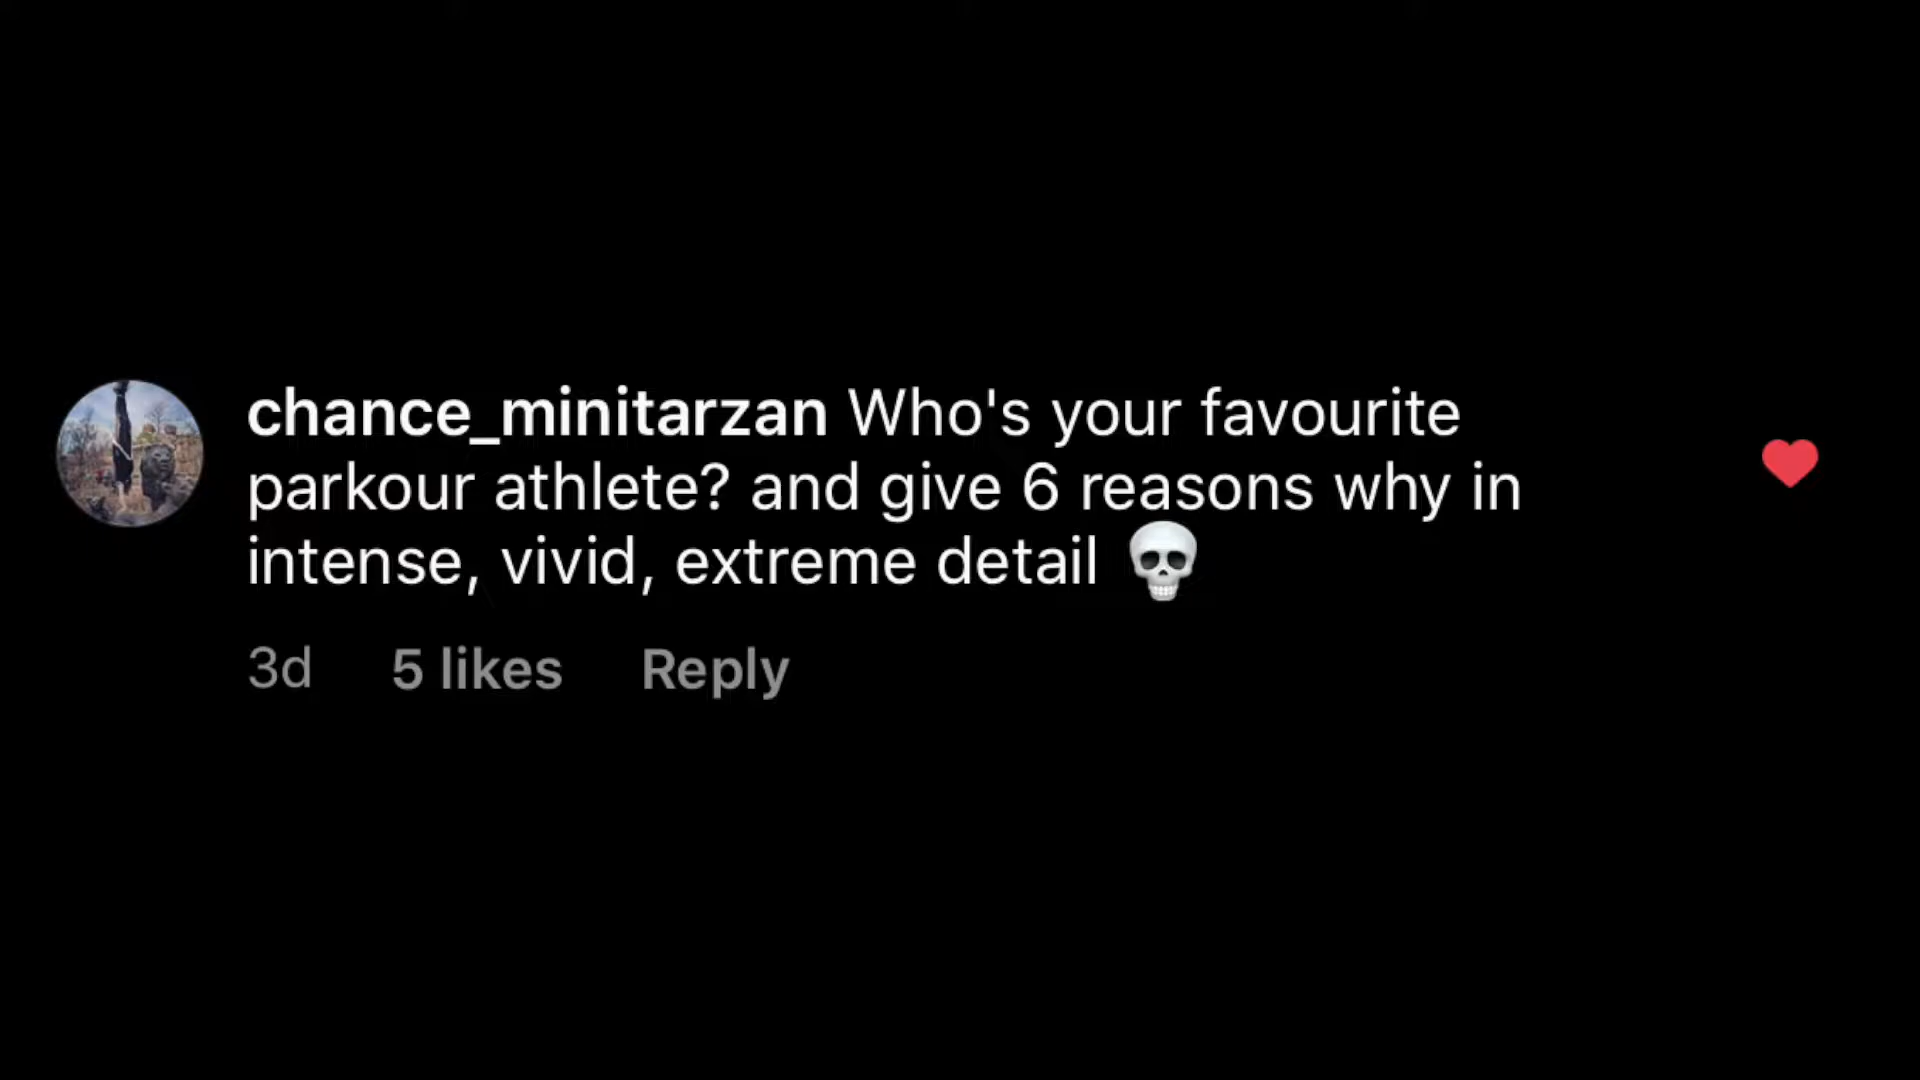 chance_minitarzan Who's your favourite
parkour athlete? and give 6 reasons why in
intense, vivid, extreme detail 💀
3d 5 likes Reply